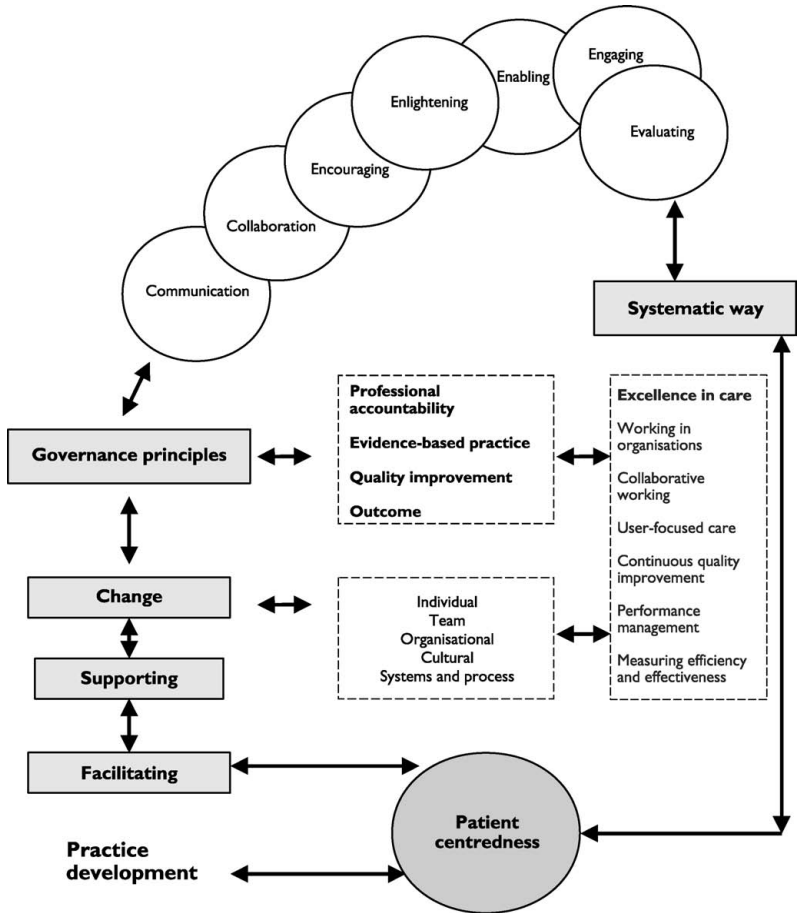 Engaging
Enabling
Enlightening
Evaluating
Encouraging
Collaboration
Communication
Systematic way
Governance principles
Professional
accountability
Evidence-based practice
Quality improvement
Outcome
Excellence in care
Working in
organisations
Collaborative
working
User-focused care
Continuous quality
improvement
Performance
management
Measuring efficiency
and effectiveness
Change
Individual
Team
Organisational
Cultural
Systems and process
Supporting
Facilitating
Patient
centredness
Practice
development